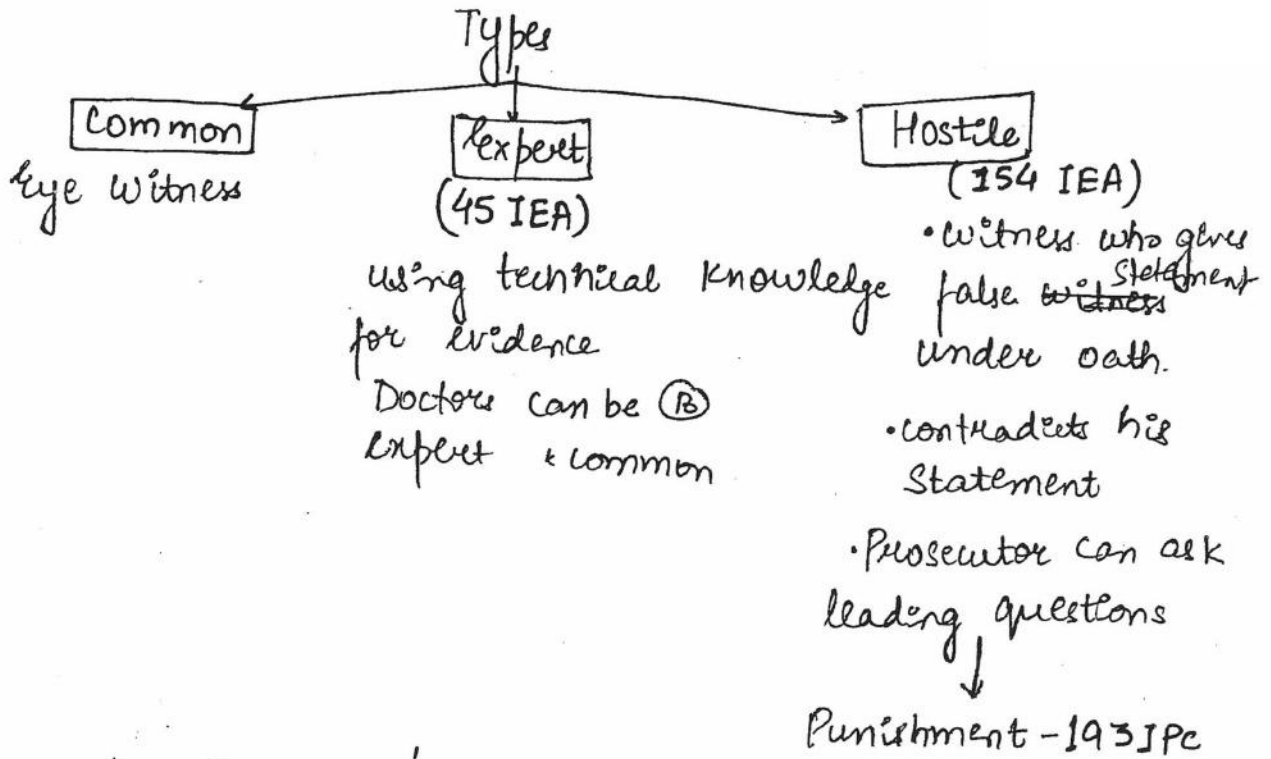 Types
Common
Eye Witness
Expert
(45 IEA)
using technical knowledge
for evidence
Doctors can be B
expert & common
Hostile
(154 IEA)
• witness who gives
false witness Statement
under oath.
• contradicts his
Statement
• Prosecutor can ask
leading questions
Punishment - 193 IPC